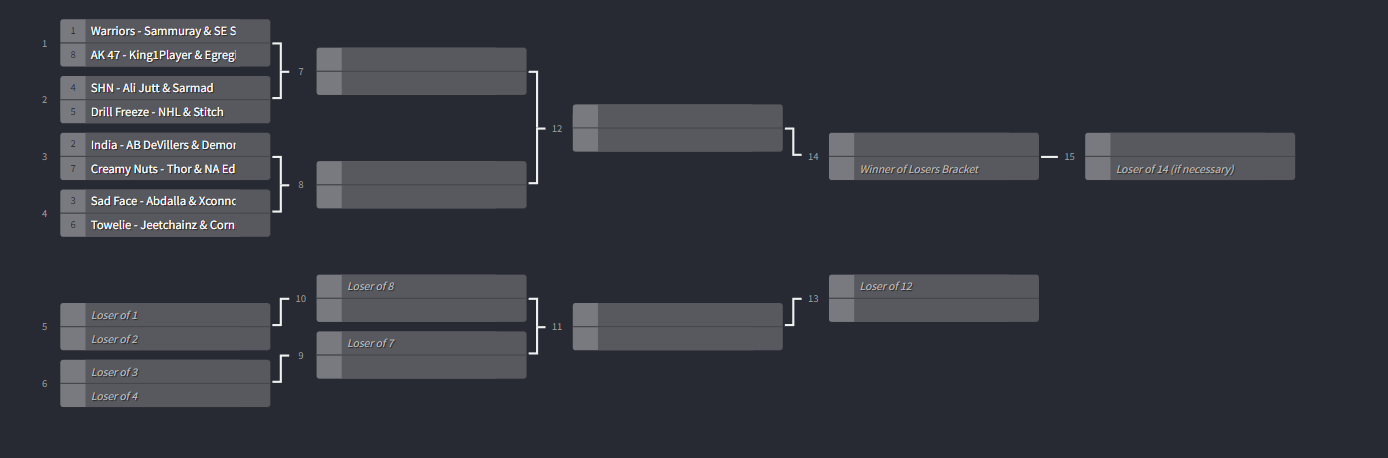 1 Warriors - Sammuray & SE S
1
8 AK 47 - King1Player & Egreg
7
4 SHN - Ali Jutt & Sarmad
2
5 Drill Freeze - NHL & Stitch
12
2 India - AB DeVillers & Demor
3
7 Creamy Nuts - Thor & NA Ed
8
3 Sad Face - Abdalla & Xconnc
4
6 Towelie - Jeetchainz & Corn
14
Winner of Losers Bracket
15
Loser of 14 (if necessary)
5
Loser of 1
Loser of 2
6
Loser of 3
Loser of 4
10
Loser of 8
9
Loser of 7
11
13
Loser of 12